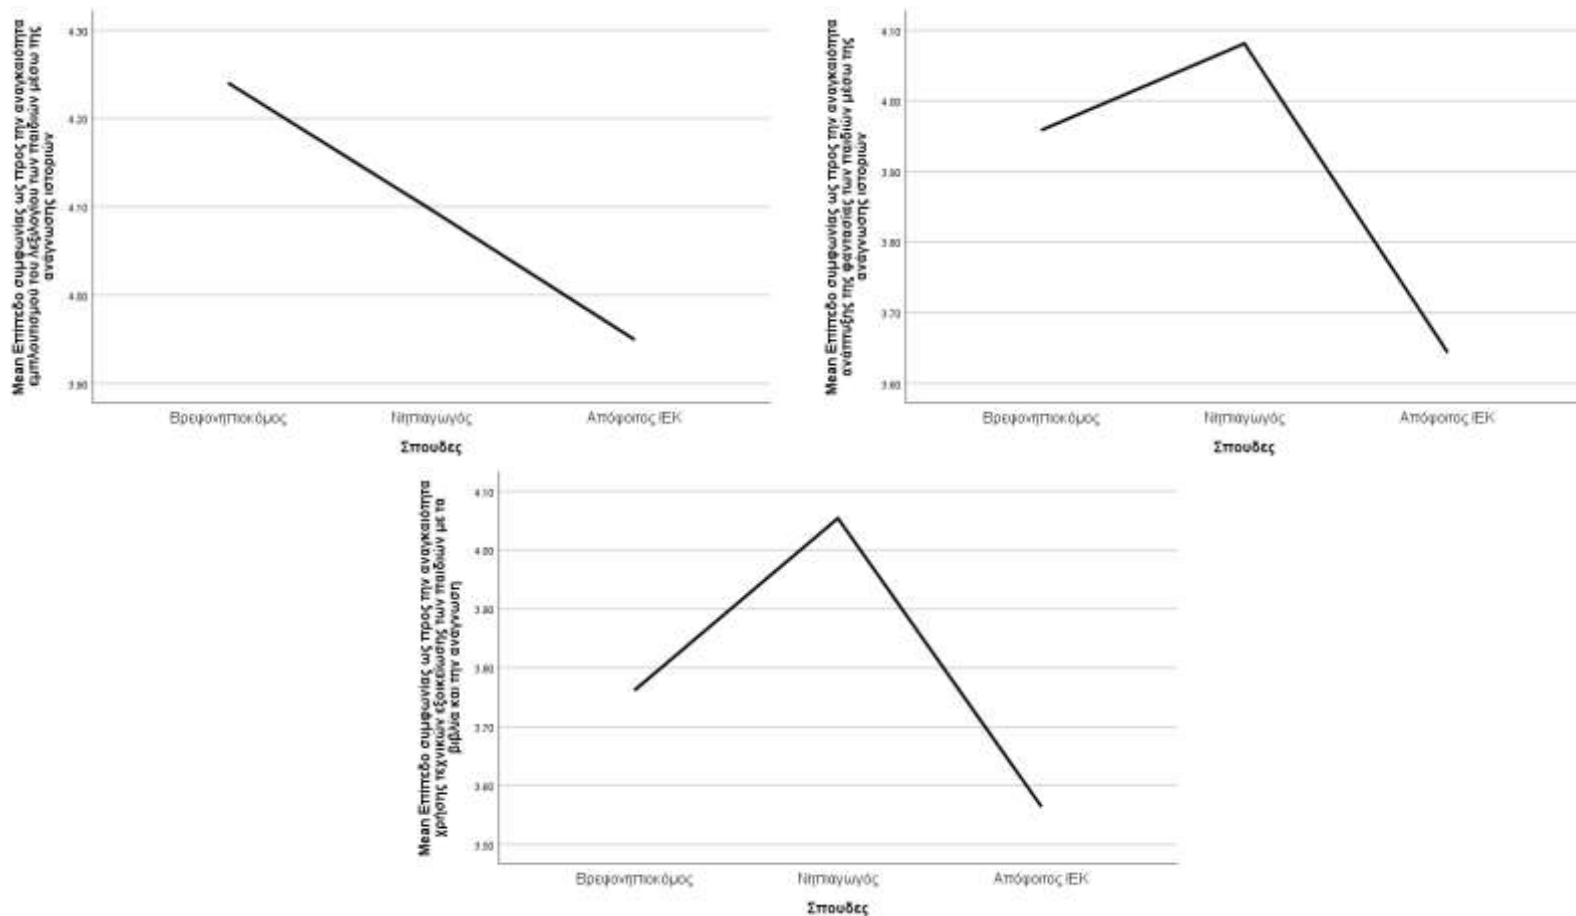 Mean Επίπεδο συμφωνίας ως προς την αναγκαιότητα
εμπλουτισμού του λεξιλογίου των παιδιών μέσω της
ανάγνωσης ιστοριών
4.30
4.20
4.10
4.00
3.90
Βρεφονηπιοκόμος Νηπιαγωγός Απόφοιτος ΙΕΚ
Σπουδες
Mean Επίπεδο συμφωνίας ως προς την αναγκαιότητα
ανάπτυξης της φαντασίας των παιδιών μέσω της
ανάγνωσης ιστοριών
4.10
4.00
3.90
3.80
3.70
3.60
Βρεφονηπιοκόμος Νηπιαγωγός Απόφοιτος ΙΕΚ
Σπουδες
Mean Επίπεδο συμφωνίας ως προς την αναγκαιότητα
χρήσης τεχνικών εξοικείωσης των παιδιών με τα
βιβλία και την ανάγνωση
4.10
4.00
3.90
3.80
3.70
3.60
3.50
Βρεφονηπιοκόμος Νηπιαγωγός Απόφοιτος ΙΕΚ
Σπουδες